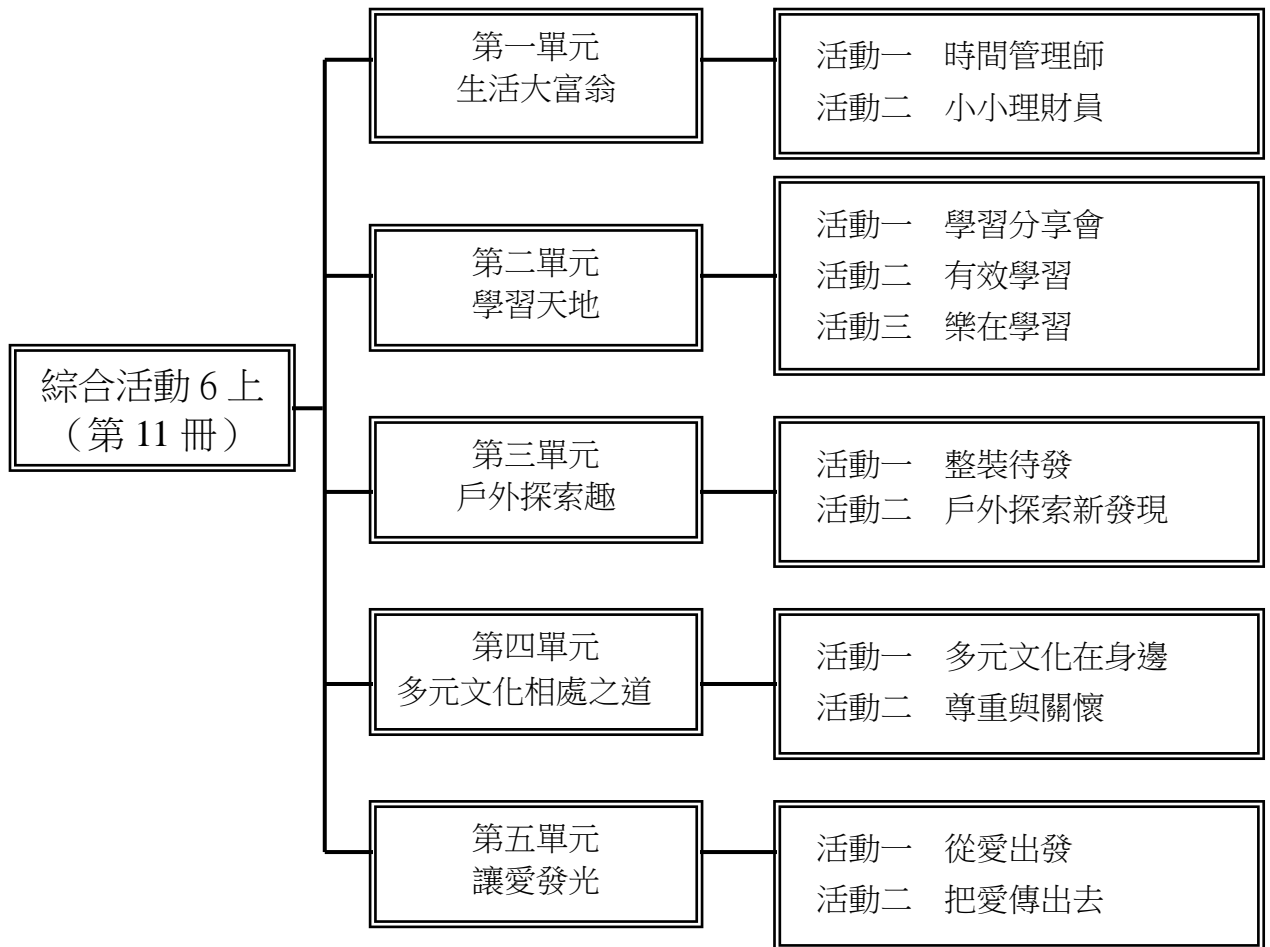 綜合活動 6 上
（第 11 冊）
第一單元
生活大富翁
活動一　時間管理師
活動二　小小理財員
第二單元
學習天地
活動一　學習分享會
活動二　有效學習
活動三　樂在學習
第三單元
戶外探索趣
活動一　整裝待發
活動二　戶外探索新發現
第四單元
多元文化相處之道
活動一　多元文化在身邊
活動二　尊重與關懷
第五單元
讓愛發光
活動一　從愛出發
活動二　把愛傳出去